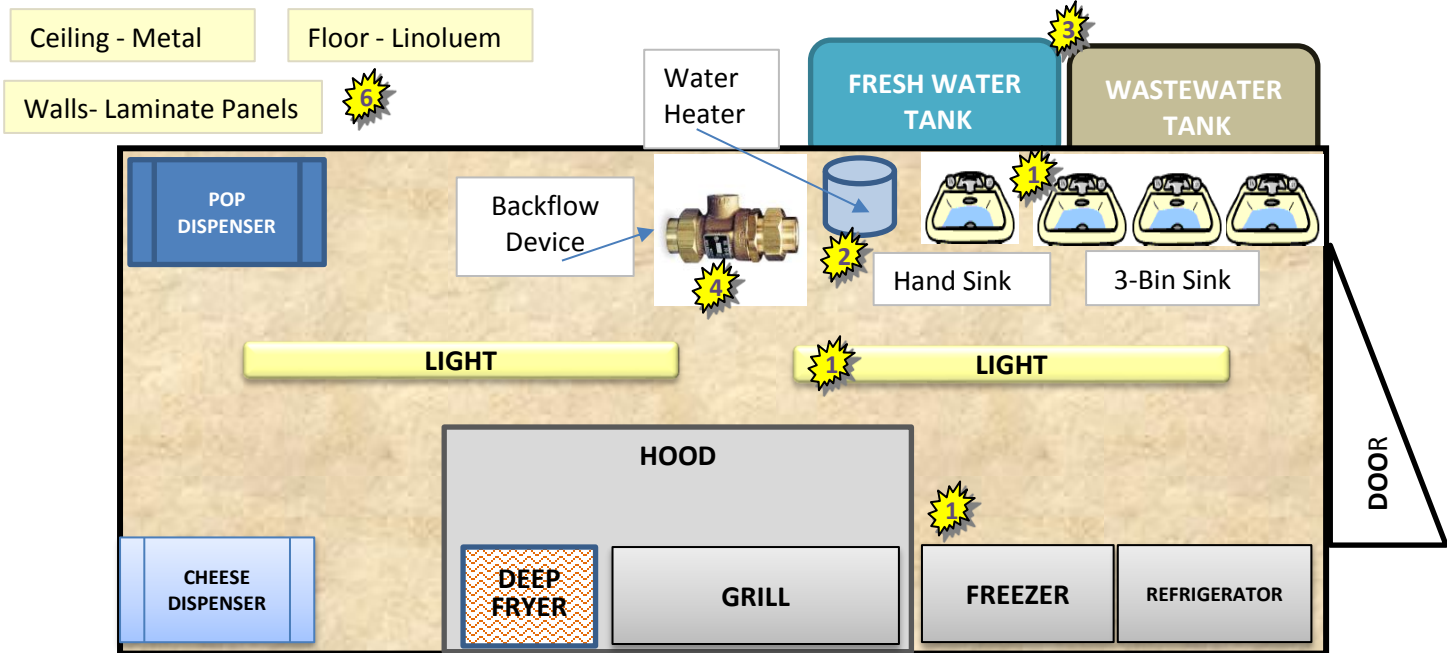 Ceiling - Metal
Floor - Linoluem
3
Walls- Laminate Panels
6
Water
Heater
FRESH WATER
TANK
WASTEWATER
TANK
POP
DISPENSER
Backflow
Device
4
2
1
Hand Sink
3-Bin Sink
LIGHT
1
LIGHT
HOOD
1
DOOR
CHEESE
DISPENSER
DEEP
FRYER
GRILL
FREEZER
REFRIGERATOR